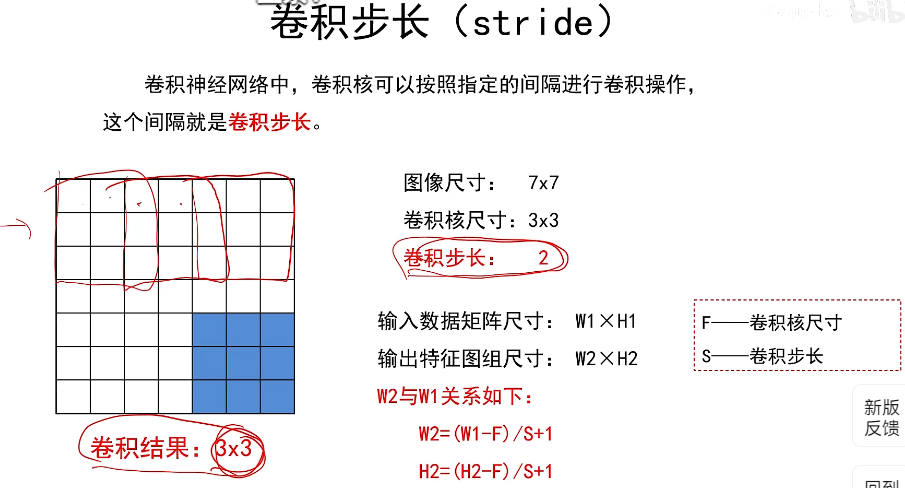 卷积步长（stride）
卷积神经网络中，卷积核可以按照指定的间隔进行卷积操作，
这个间隔就是卷积步长。
图像尺寸： 7x7
卷积核尺寸：3x3
卷积步长： 2
输入数据矩阵尺寸： W1×H1
输出特征图组尺寸： W2×H2
F——卷积核尺寸
S——卷积步长
W2与W1关系如下：
W2=(W1-F)/S+1
H2=(H2-F)/S+1
卷积结果：3x3
新版
反馈